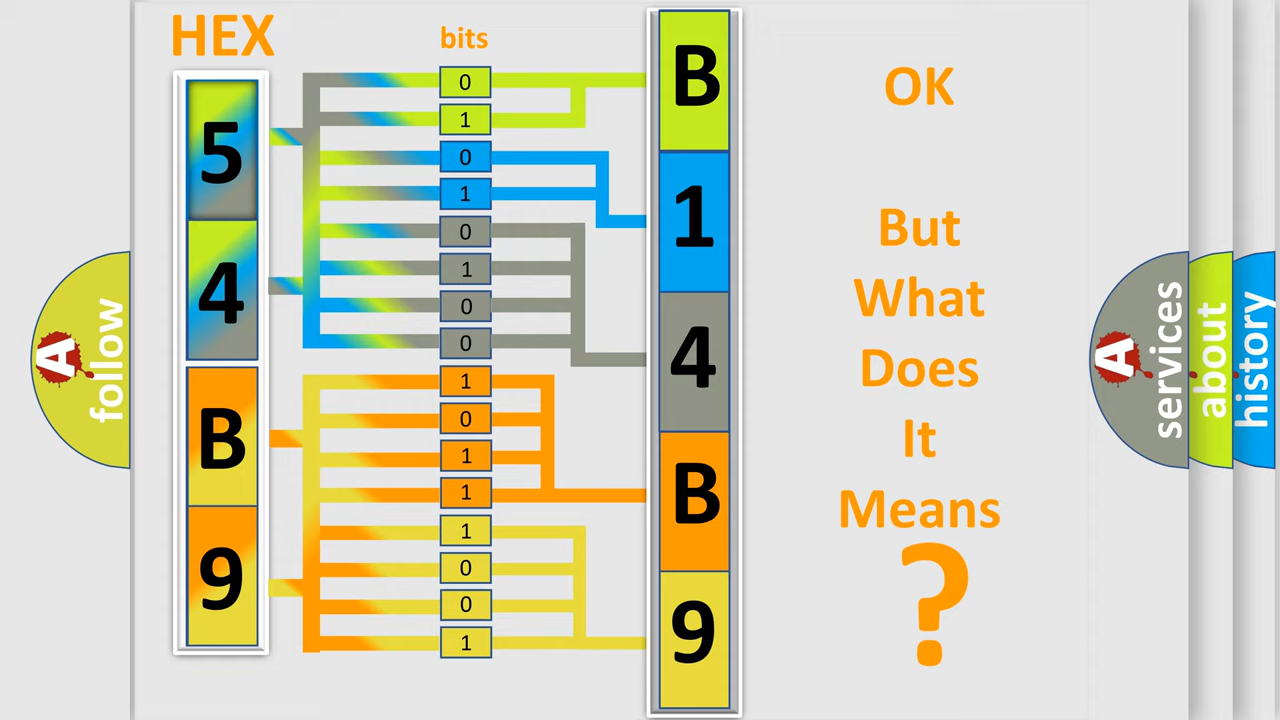 HEX
bits
5
4
B
9
0
1
0
1
0
1
0
0
1
0
1
1
1
0
0
1
B
1
4
B
9
OK
But
What
Does
It
Means
?
A
follow
A
services
about
history